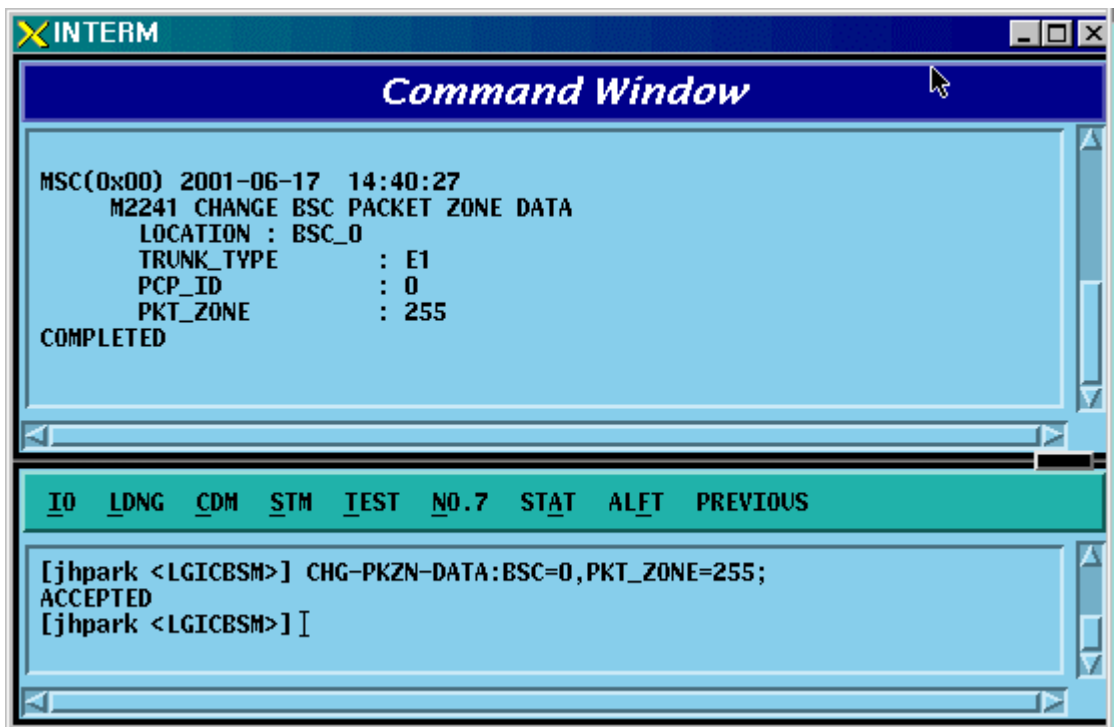 INTERM
Command Window
MSC(0x00) 2001-06-17 14:40:27
M2241 CHANGE BSC PACKET ZONE DATA
LOCATION : BSC_0
TRUNK_TYPE : E1
PCP_ID : 0
PKT_ZONE : 255
COMPLETED
IO LDNG CDM STM TEST NO.7 STAT ALFT PREVIOUS
[jhpark <LGICBSM>] CHG-PKZN-DATA:BSC=0,PKT_ZONE=255;
ACCEPTED
[jhpark <LGICBSM>]